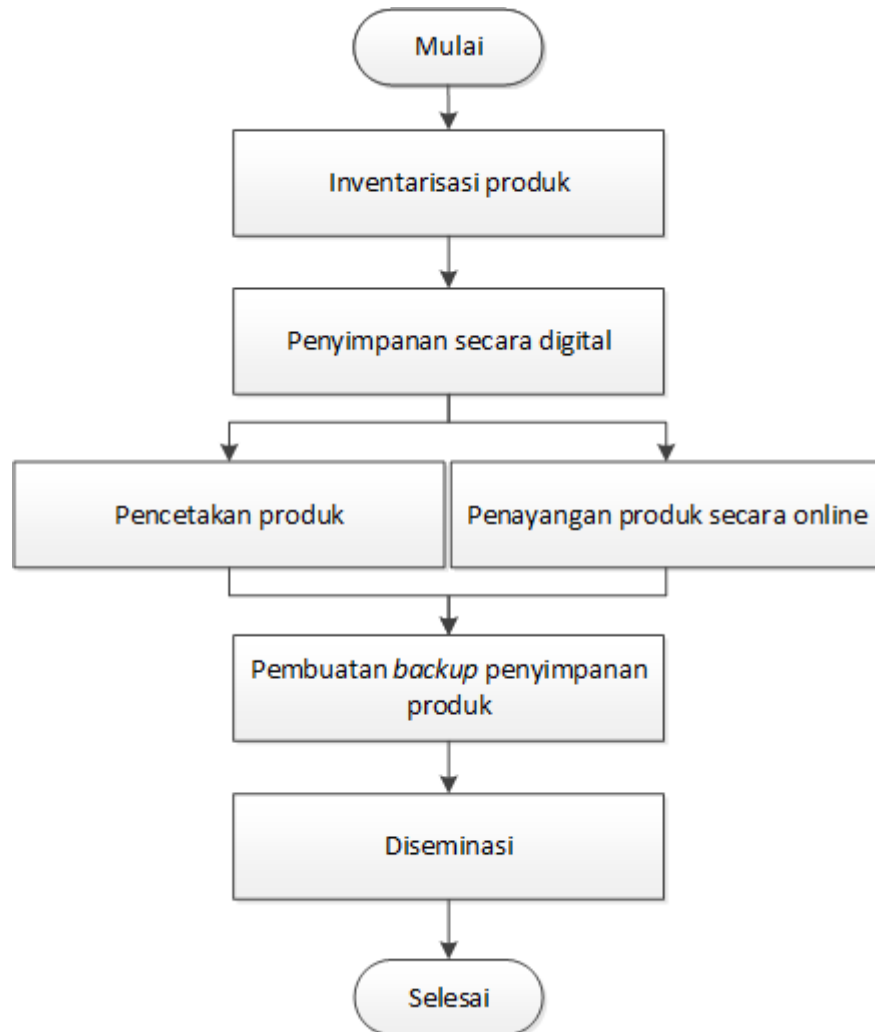 Mulai
Inventarisasi produk
Penyimpanan secara digital
Pencetakan produk
Penayangan produk secara online
Pembuatan backup penyimpanan
produk
Diseminasi
Selesai